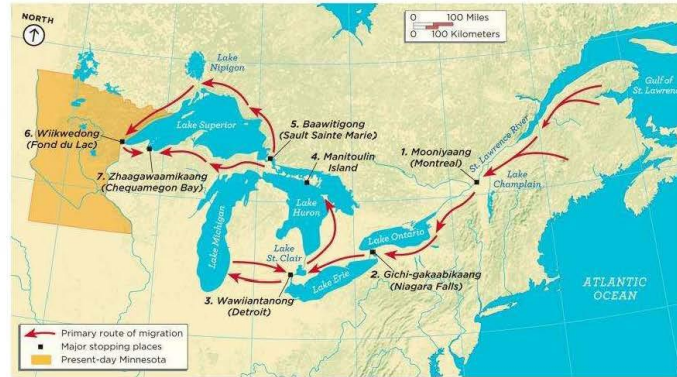 NORTH
0 100 Miles
0 100 Kilometers
Lake
Nipigon
Gulf of
St. Lawrence
5. Baawitigong
(Sault Sainte Marie)
Lake Superior
6. Wiikwedong
(Fond du Lac)
St. Lawrence River
4. Manitoulin
Island
1. Mooniyaang
(Montreal)
7. Zhaagawaamikaang
(Chequamegon Bay)
Lake
Champlain
Lake
Huron
Lake Michigan
Lake Ontario
Lake
St. Clair
Lake Erie
2. Gichi-gakaabikaang
(Niagara Falls)
3. Wawiiantanong
(Detroit)
ATLANTIC
OCEAN
Primary route of migration
Major stopping places
Present-day Minnesota